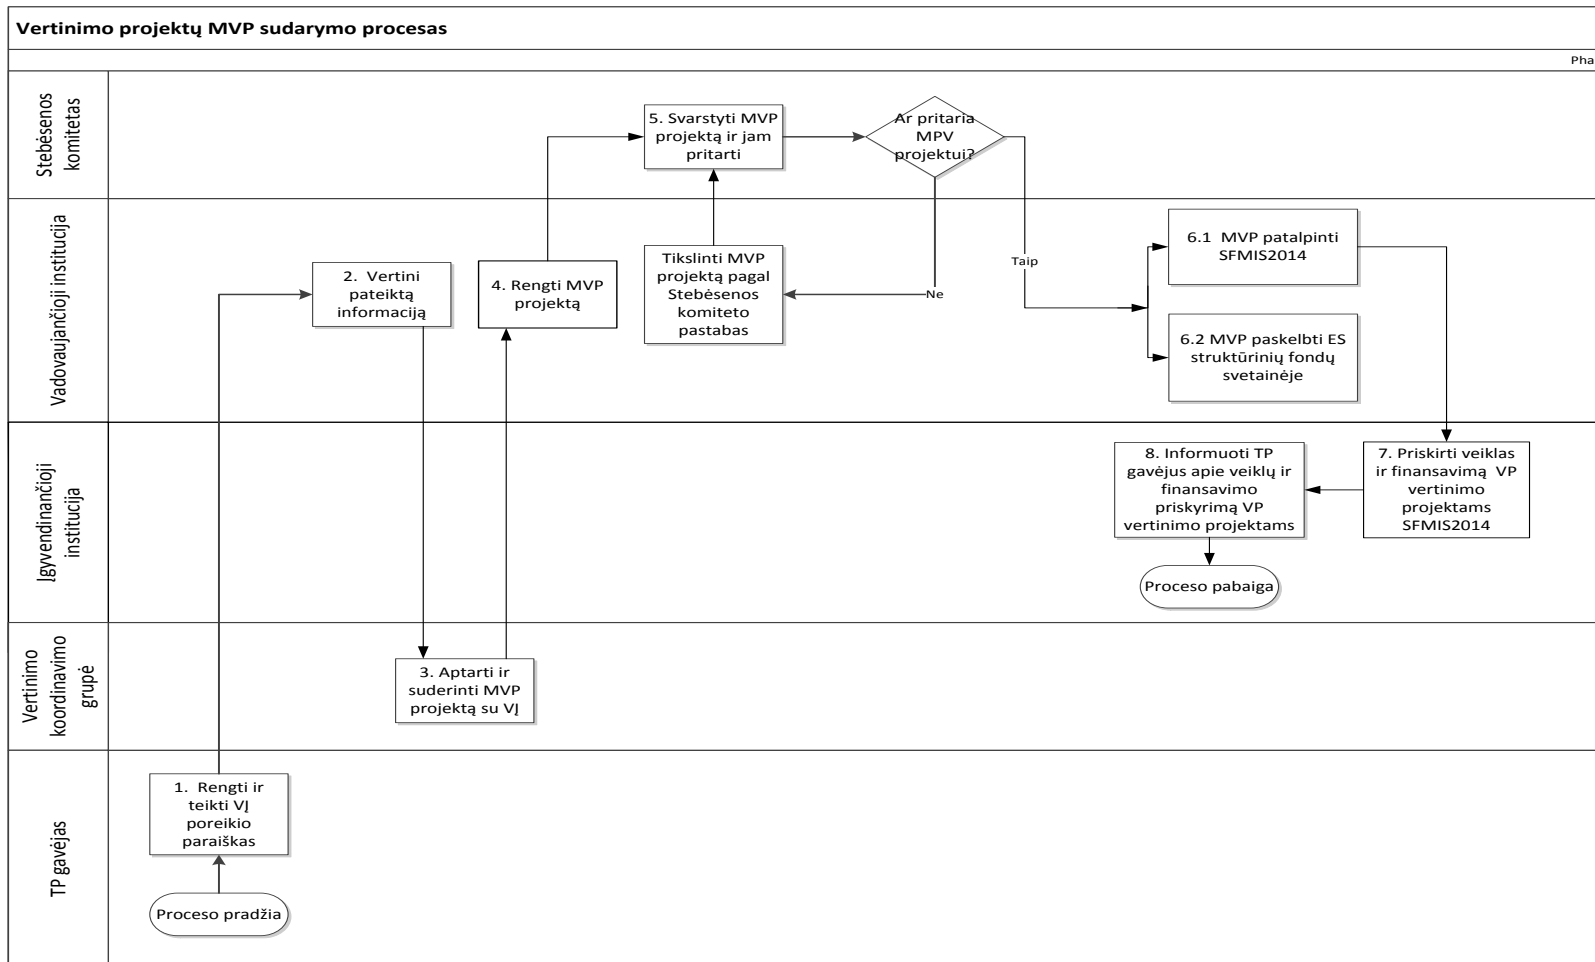 Vertinimo projektų MVP sudarymo procesas
Pha
Stebėsenos
komitetas
5. Svarstyti MVP
projektą ir jam
pritarti
Ar pritaria
MPV
projektui?
Vadovaujančioji institucija
2. Vertini
pateiktą
informaciją
4. Rengti MVP
projektą
Tikslinti MVP
projektą pagal
Stebėsenos
komiteto
pastabas
Ne
Taip
6.1 MVP patalpinti
SFMIS2014
6.2 MVP paskelbti ES
struktūrinių fondų
svetainėje
Įgyvendinančioji
institucija
8. Informuoti TP
gavėjus apie veiklų ir
finansavimo
priskyrimą VP
vertinimo projektams
7. Priskirti veiklas
ir finansavimą VP
vertinimo
projektams
SFMIS2014
Proceso pabaiga
Vertinimo
koordinavimo
grupė
3. Aptarti ir
suderinti MVP
projektą su VĮ
TP gavėjas
1. Rengti ir
teikti VĮ
poreikio
paraiškas
Proceso pradžia